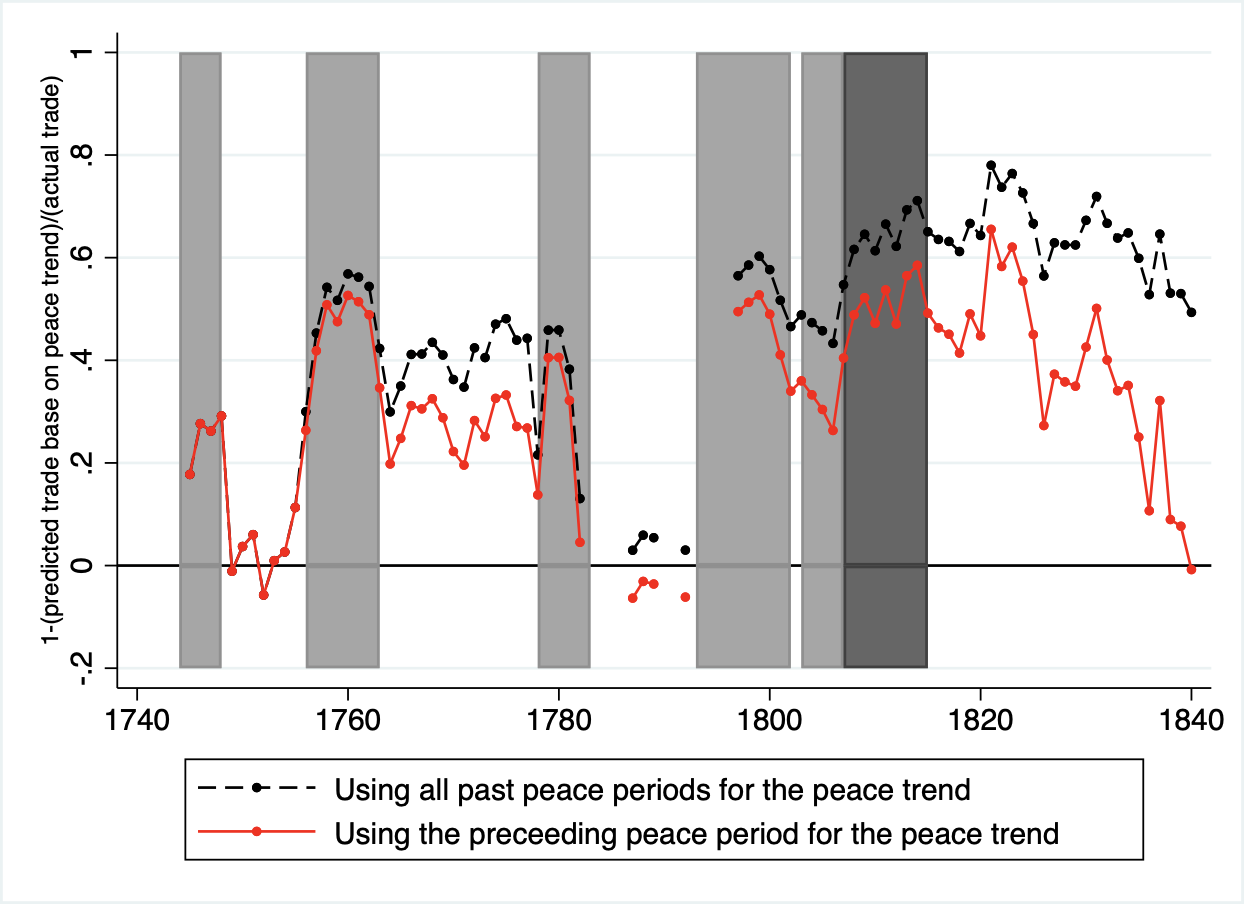 1-(predicted trade base on peace trend)/(actual trade)
1
.8
.6
.4
.2
0
-.2
1740 1760 1780 1800 1820 1840
Using all past peace periods for the peace trend
Using the preceeding peace period for the peace trend